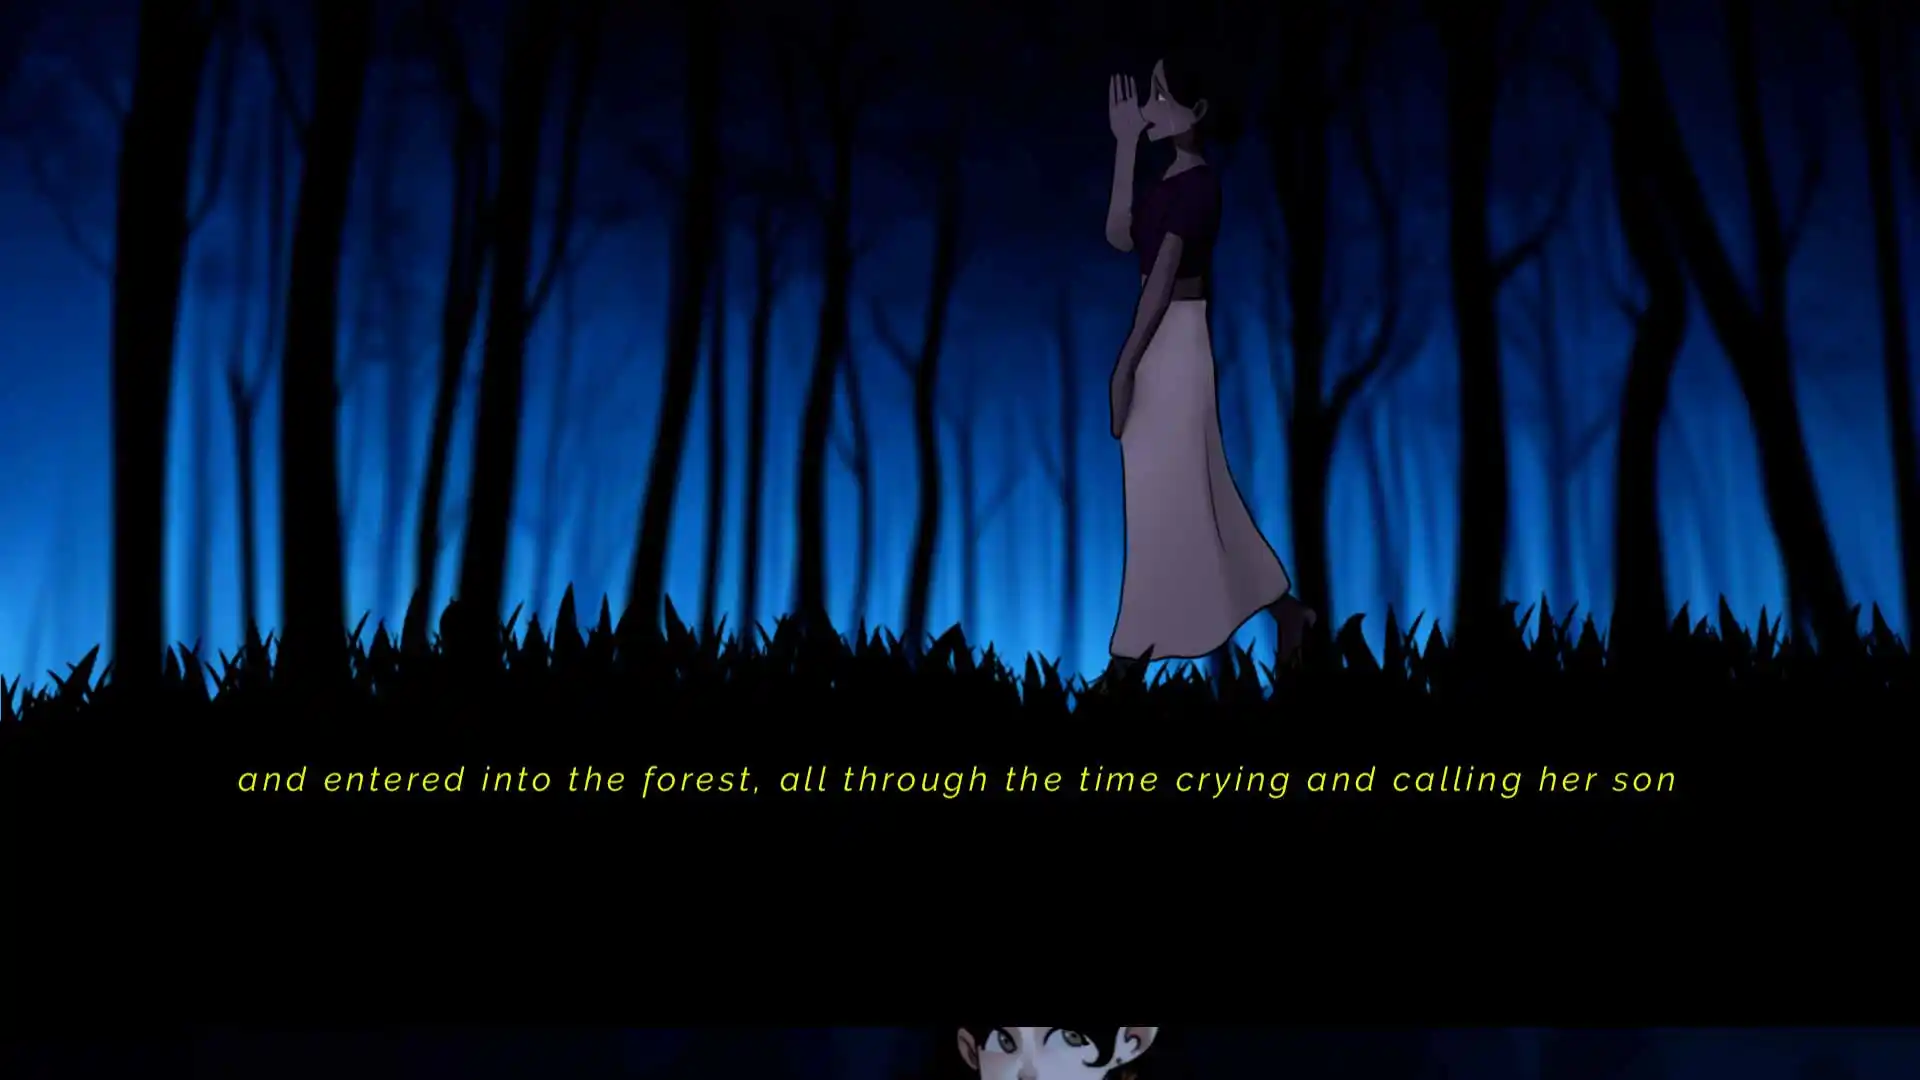 and entered into the forest, all through the time crying and calling her son